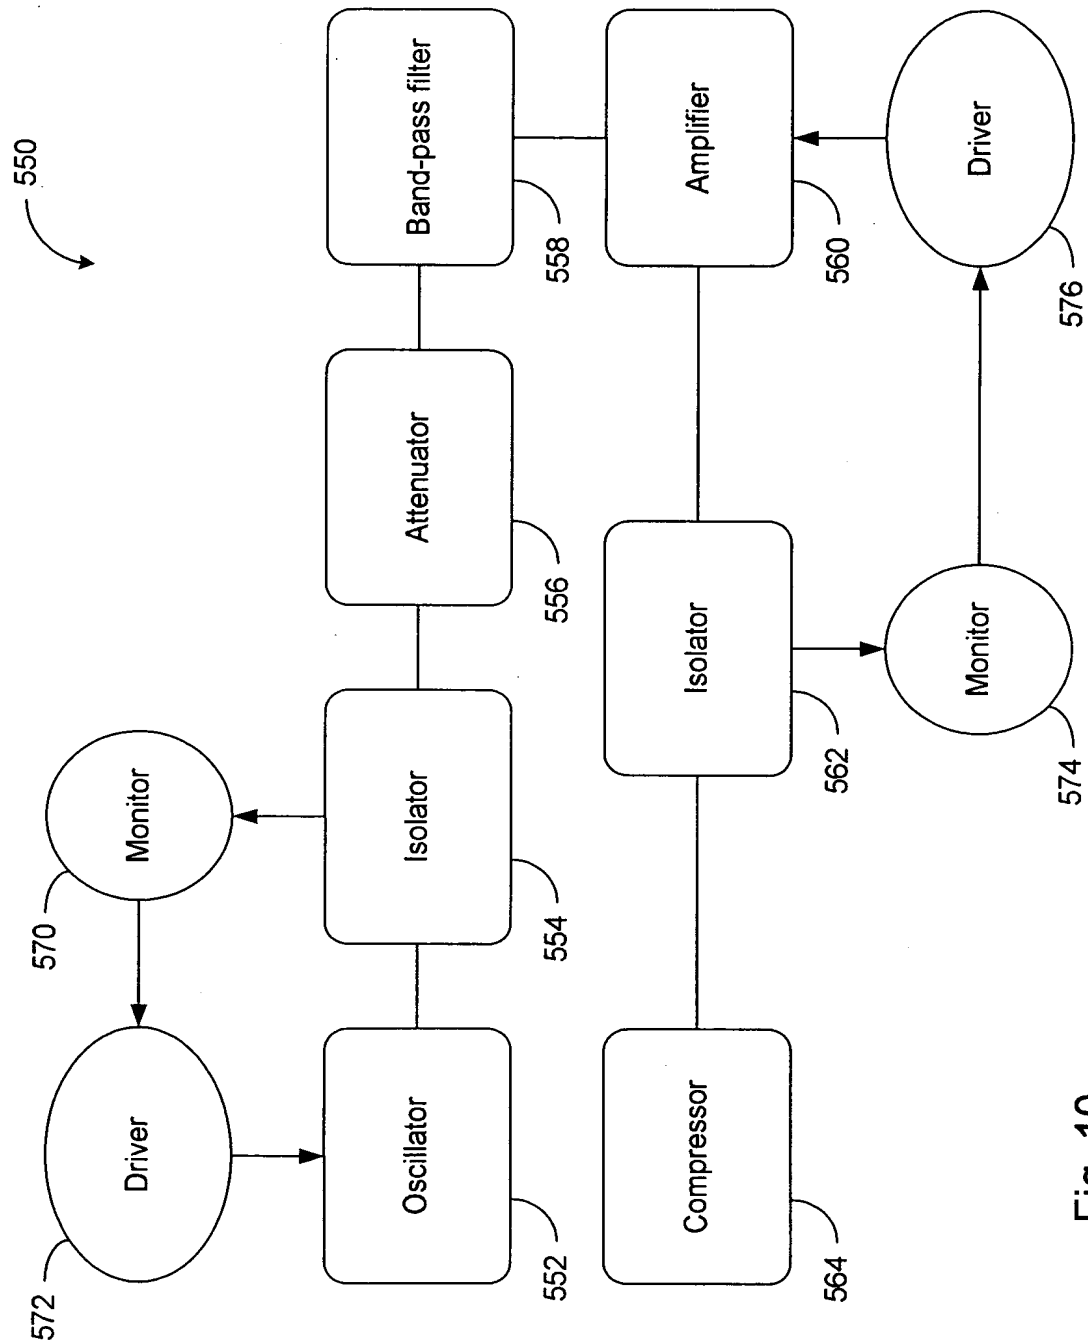 550
572
Driver
570
Monitor
Oscillator
552
Isolator
554
Attenuator
556
Band-pass filter
558
Compressor
564
Isolator
562
Amplifier
560
Monitor
574
Driver
576
Fig.